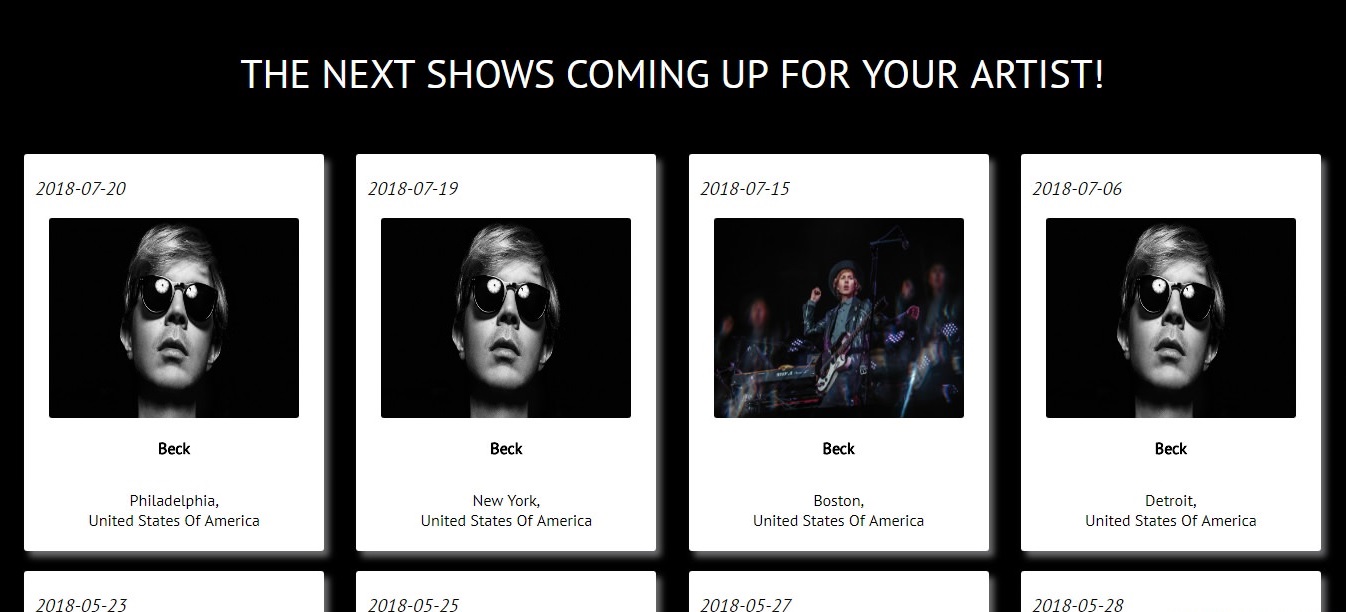 THE NEXT SHOWS COMING UP FOR YOUR ARTIST!
2018-07-20
Beck
Philadelphia,
United States Of America
2018-07-19
Beck
New York,
United States Of America
2018-07-15
Beck
Boston,
United States Of America
2018-07-06
Beck
Detroit,
United States Of America
2018-05-23
2018-05-25
2018-05-27
2018-05-28